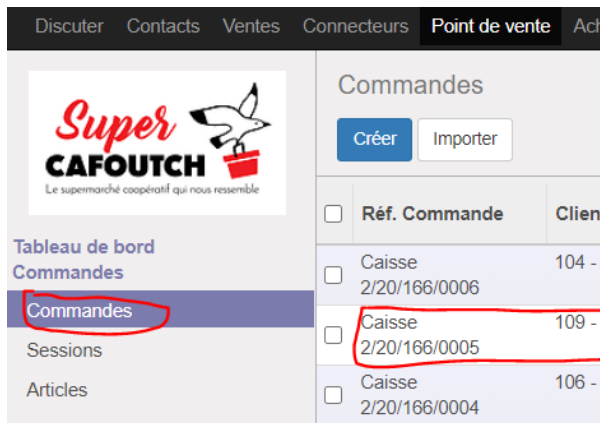 Discuter Contacts Ventes Connecteurs Point de vente Ach
Super
CAFOUTCH
Le supermarché coopératif qui nous ressemble
Tableau de bord
Commandes
Commandes
Sessions
Articles
Commandes
Créer Importer
Réf. Commande Clien
Caisse 104 -
2/20/166/0006
Caisse 109 -
2/20/166/0005
Caisse 106 -
2/20/166/0004